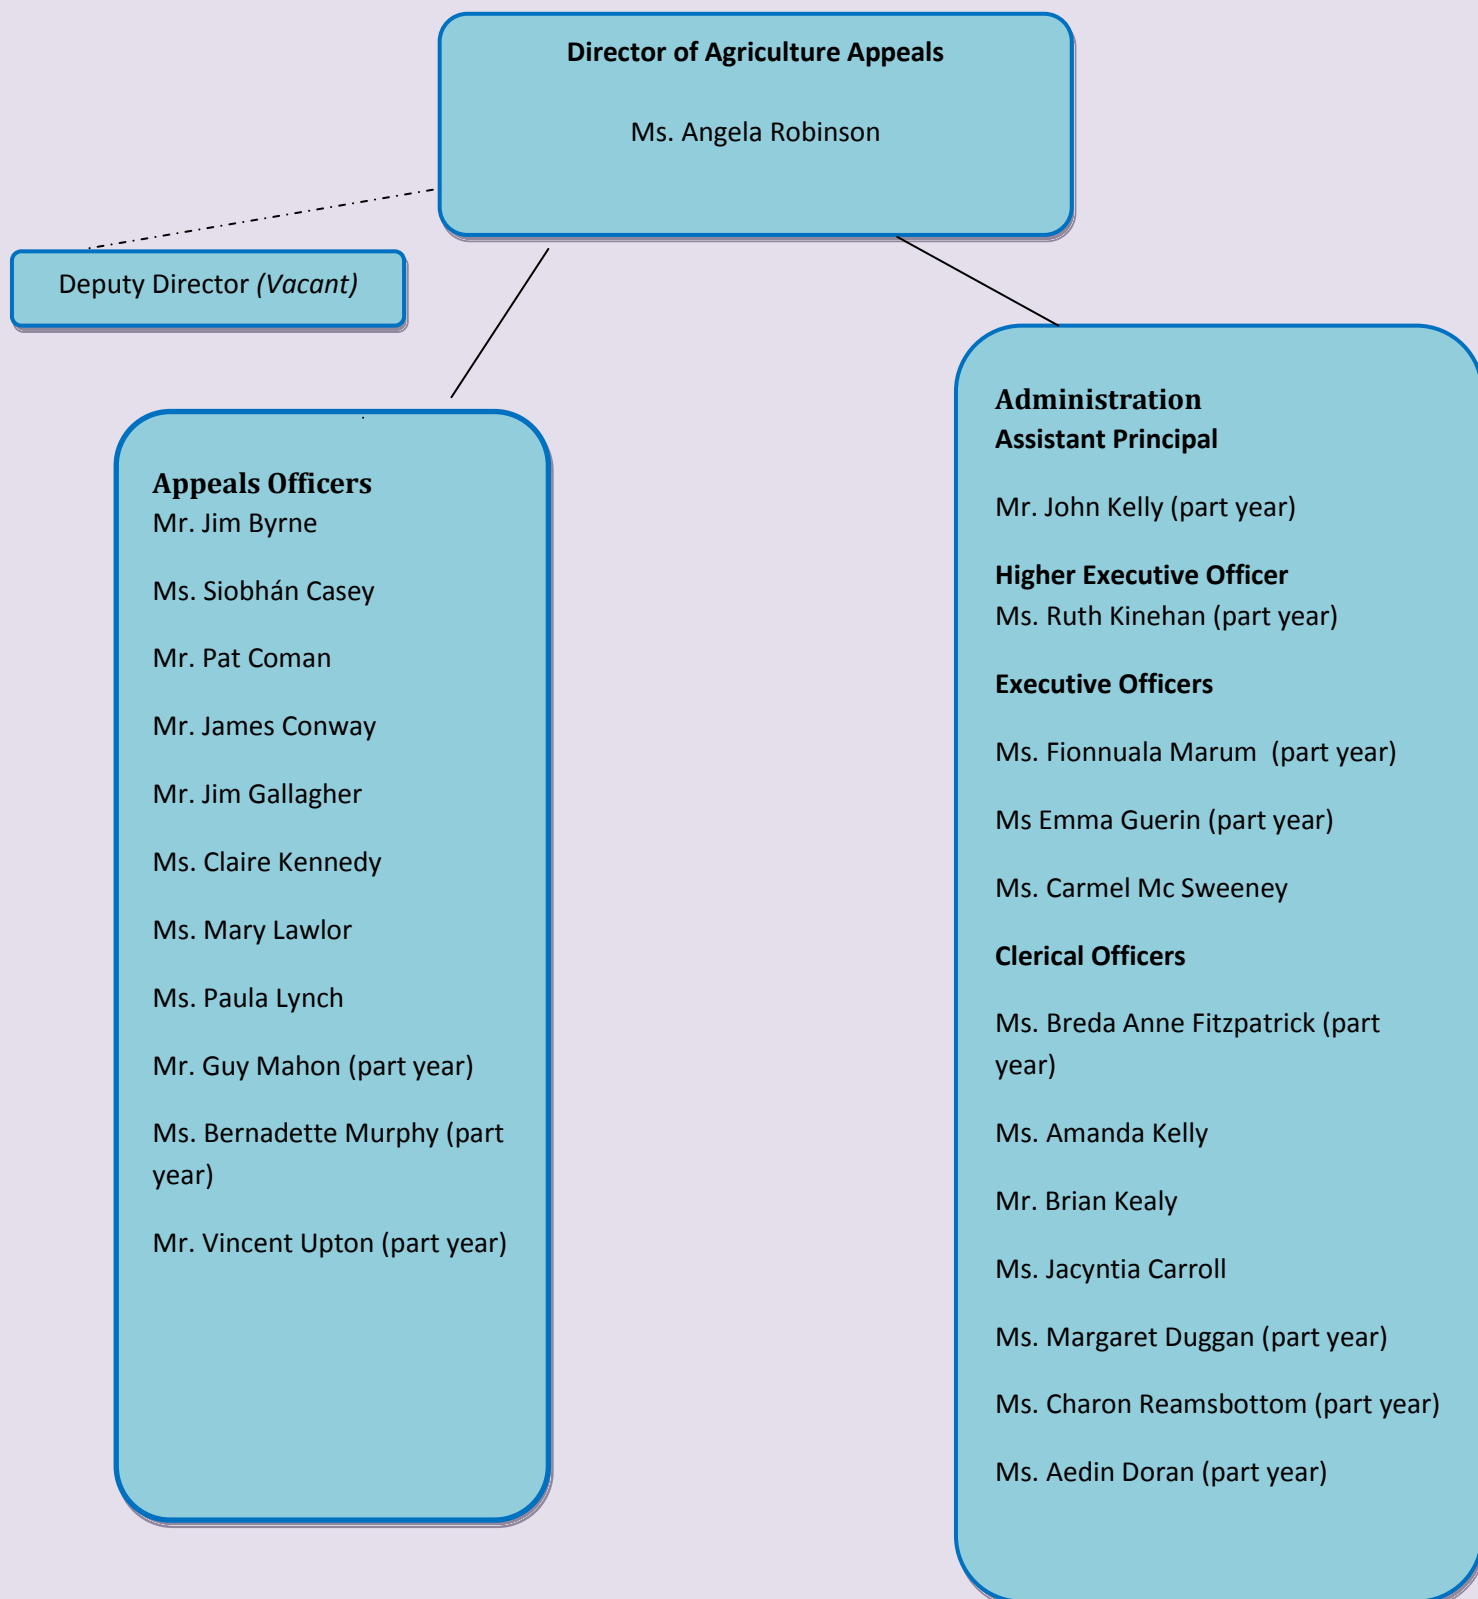 Director of Agriculture Appeals
Ms. Angela Robinson
Deputy Director (Vacant)
Appeals Officers
Mr. Jim Byrne
Ms. Siobhán Casey
Mr. Pat Coman
Mr. James Conway
Mr. Jim Gallagher
Ms. Claire Kennedy
Ms. Mary Lawlor
Ms. Paula Lynch
Mr. Guy Mahon (part year)
Ms. Bernadette Murphy (part
year)
Mr. Vincent Upton (part year)
Administration
Assistant Principal
Mr. John Kelly (part year)
Higher Executive Officer
Ms. Ruth Kinehan (part year)
Executive Officers
Ms. Fionnuala Marum  (part year)
Ms Emma Guerin (part year)
Ms. Carmel Mc Sweeney
Clerical Officers
Ms. Breda Anne Fitzpatrick (part
year)
Ms. Amanda Kelly
Mr. Brian Kealy
Ms. Jacyntia Carroll
Ms. Margaret Duggan (part year)
Ms. Charon Reamsbottom (part year)
Ms. Aedin Doran (part year)